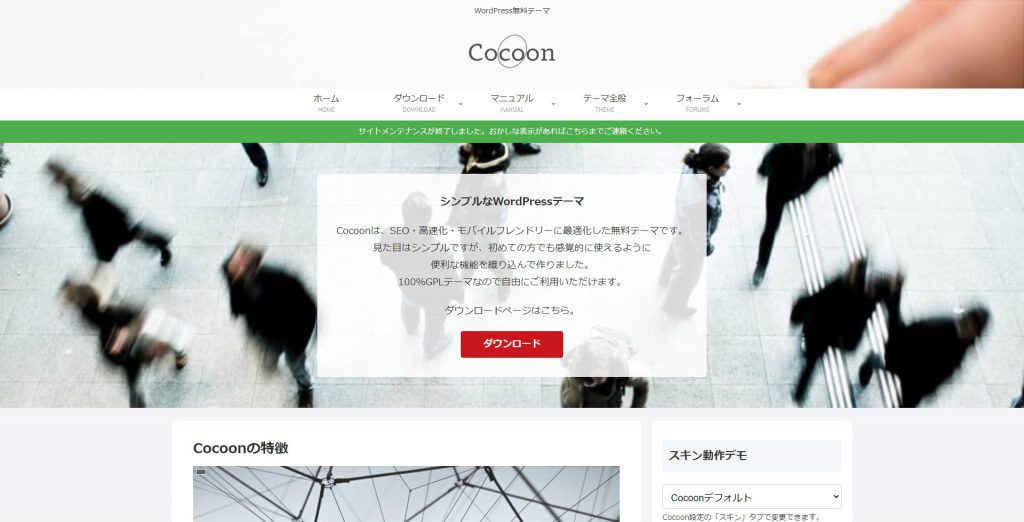 WordPress無料テーマ
Cocoon
ホーム
HOME
ダウンロード
DOWNLOAD
マニュアル
MANUAL
テーマ全般
THEME
フォーラム
FORUMS
サイトメンテナンスが終了しました。おかしな表示があればこちらまでご連絡ください。
シンプルなWordPressテーマ
Cocoonは、SEO・高速化・モバイルフレンドリーに最適化した無料テーマです。
見た目はシンプルですが、初めての方でも感覚的に使えるように
便利な機能を織り込んで作りました。
100%GPLテーマなので自由にご利用いただけます。
ダウンロードページはこちら。
ダウンロード
Cocoonの特徴
スキン動作デモ
Cocoonデフォルト
Cocoon設定の「スキン」タブで変更できます。